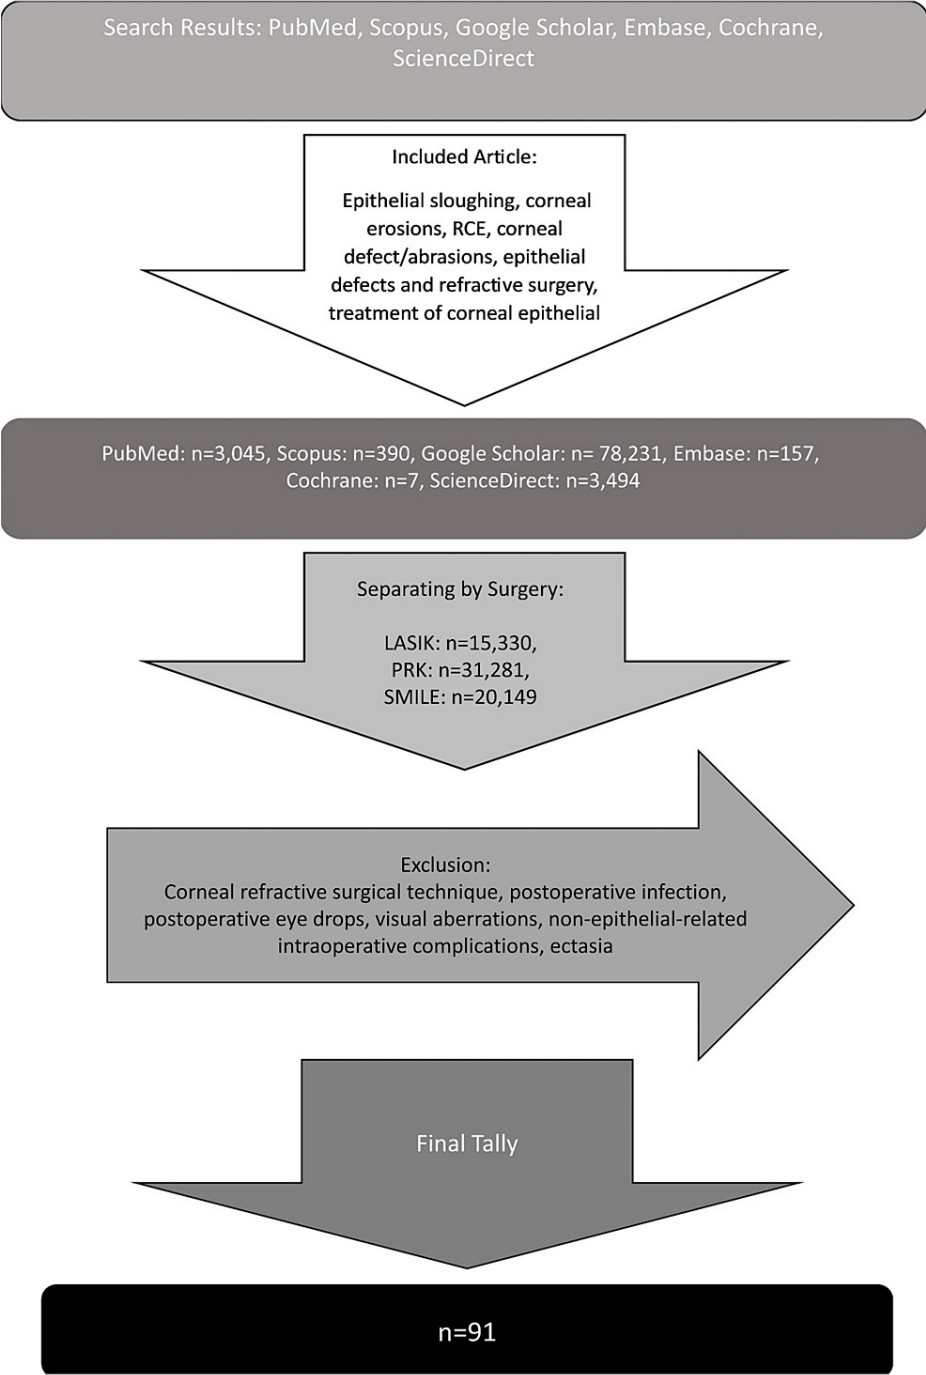 Search Results: PubMed, Scopus, Google Scholar, Embase, Cochrane,
ScienceDirect
Included Article:
Epithelial sloughing, corneal
erosions, RCE, corneal
defect/abrasions, epithelial
defects and refractive surgery,
treatment of corneal epithelial
PubMed: n=3,045, Scopus: n=390, Google Scholar: n= 78,231, Embase: n=157,
Cochrane: n=7, ScienceDirect: n=3,494
Separating by Surgery:
LASIK: n=15,330,
PRK: n=31,281,
SMILE: n=20,149
Exclusion:
Corneal refractive surgical technique, postoperative infection,
postoperative eye drops, visual aberrations, non-epithelial-related
intraoperative complications, ectasia
Final Tally
n=91